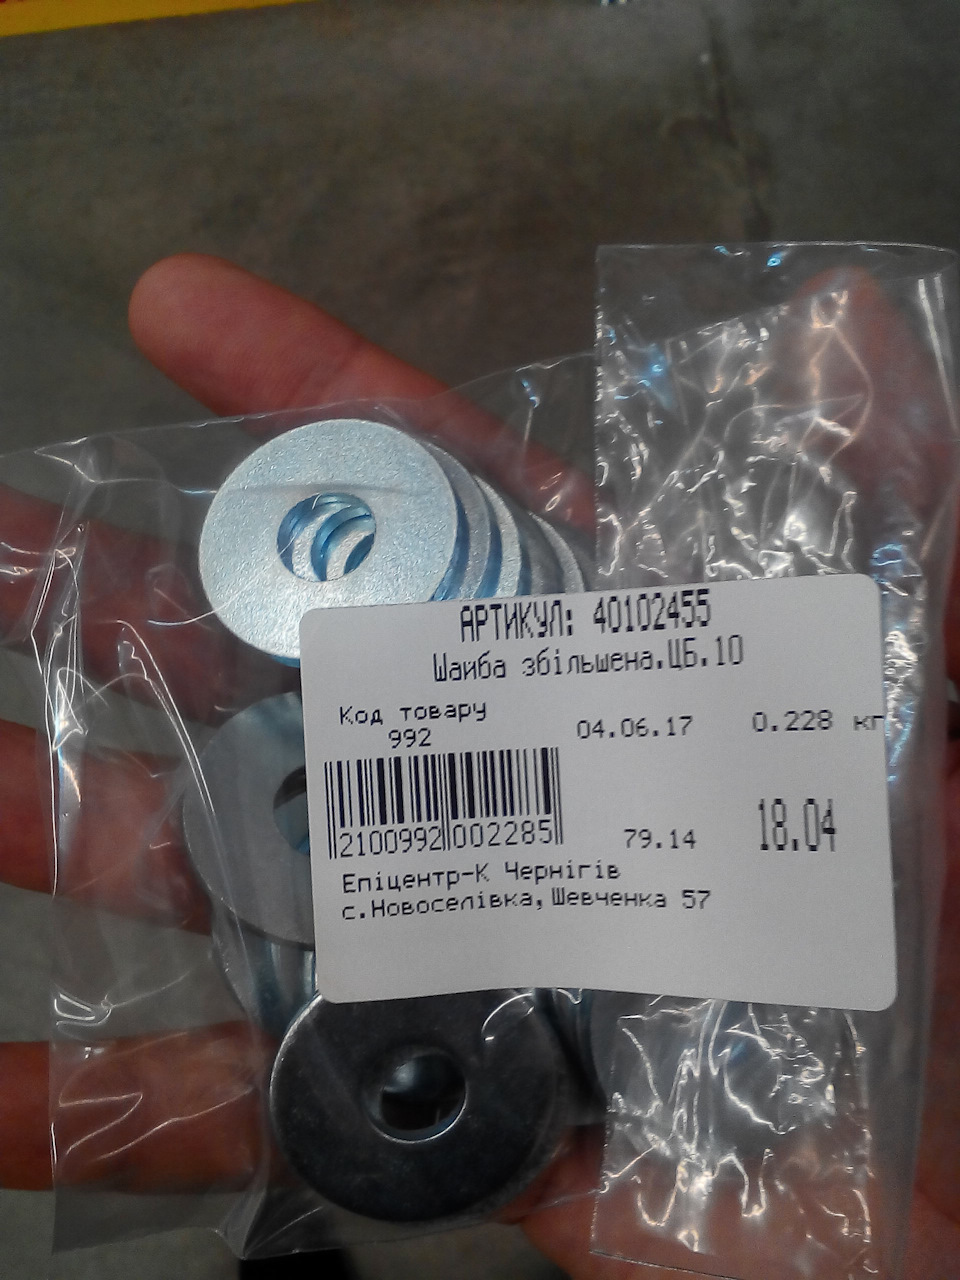 АРТИКУЛ: 40102455
Шайба збільшена.ЦБ.10
Код товару
992
04.06.17
0.228 кг
2100992002285
79.14
18.04
Епіцентр-К Чернігів
с.Новоселівка,Шевченка 57